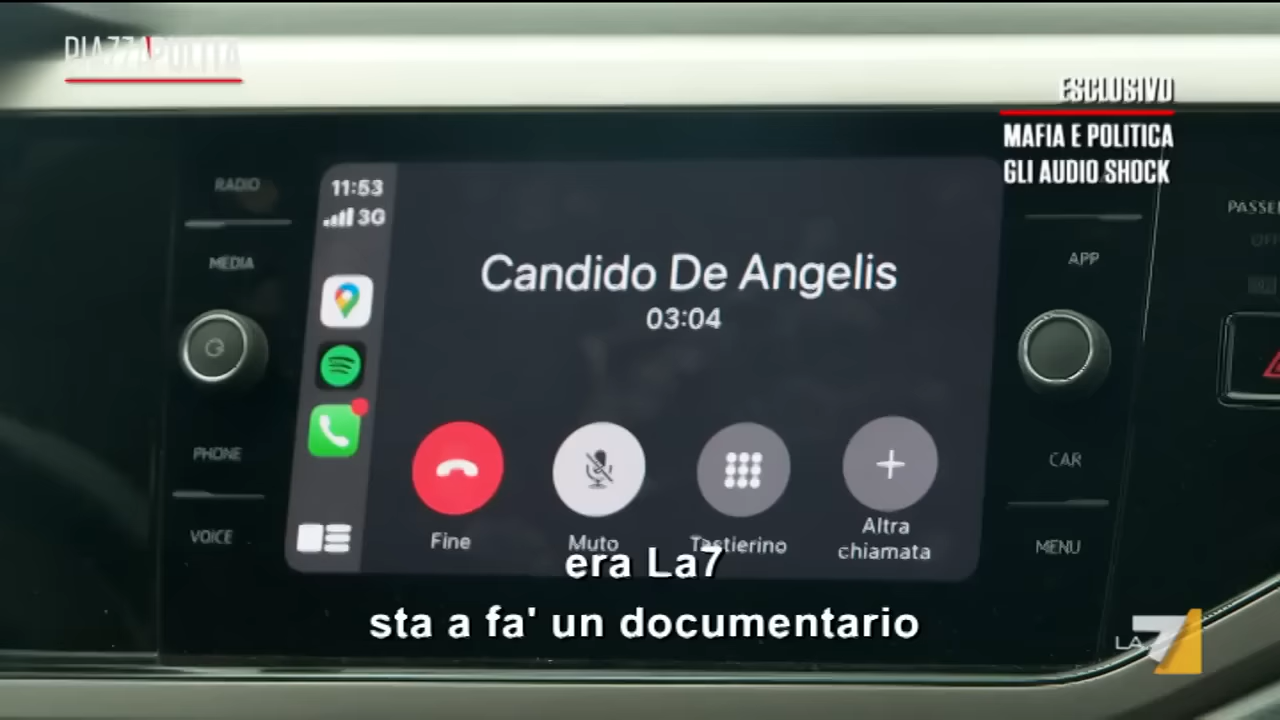 PIAZZAPULITA
ESCLUSIVO
MAFIA E POLITICA
GLI AUDIO SHOCK
RADIO
MEDIA
PHONE
VOICE
11:53
3G
Candido De Angelis
03:04
Fine
Muto
Tastierino
Altra
chiamata
APP
CAR
MENU
era La7
sta a fa' un documentario
LA7